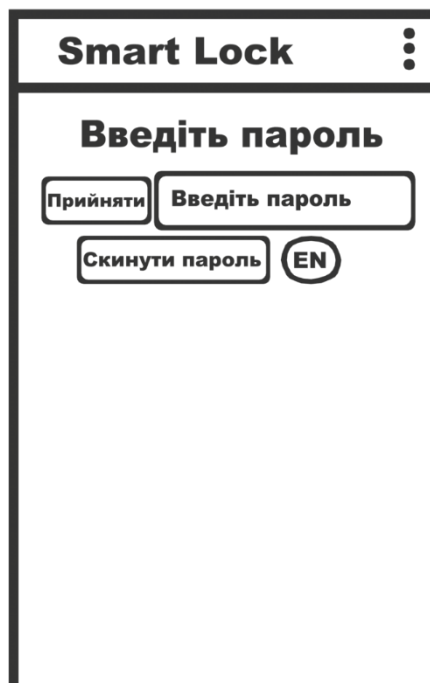 Smart Lock
Введіть пароль
Прийняти Введіть пароль
Скинути пароль EN